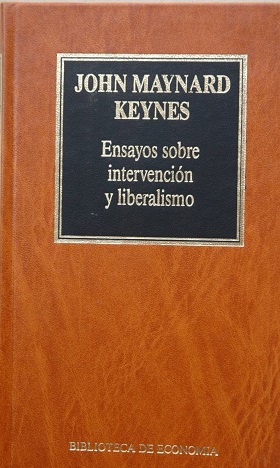 JOHN MAYNARD
KEYNES
Ensayos sobre
intervención
y liberalismo
BIBLIOTECA DE ECONOMIA